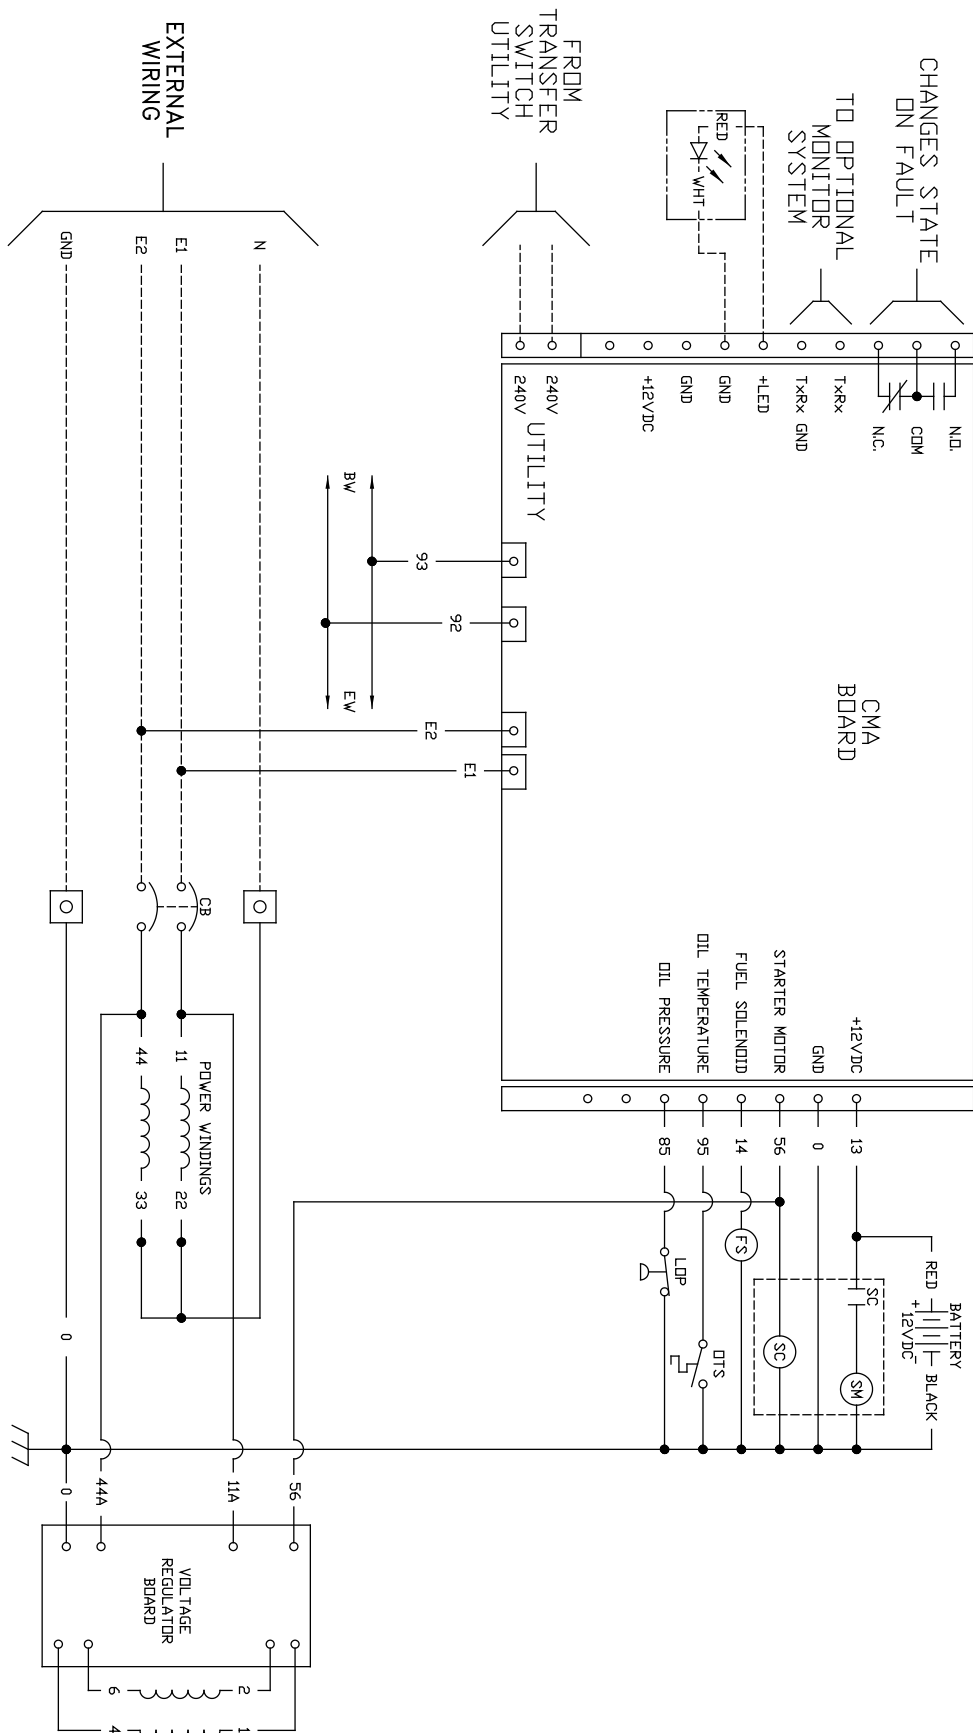 CHANGES STATE
ON FAULT
TO OPTIONAL
MONITOR
SYSTEM
RED
WHT
FROM
TRANSFER
SWITCH
UTILITY
EXTERNAL
WIRING
N
E1
E2
GND
N.O.
COM
N.C.
TxRx
TxRx GND
+LED
GND
GND
+12VDC
240V
240V
UTILITY
CMA
BOARD
BW
93
92
EW
E2
E1
CB
+12VDC
GND
STARTER MOTOR
FUEL SOLENOID
OIL TEMPERATURE
OIL PRESSURE
13
0
56
14
95
85
RED
BATTERY
12VDC
+
-
BLACK
SC
SM
SC
FS
LOP
OTS
POWER WINDINGS
11
22
44
33
0
56
11A
44A
0
VOLTAGE
REGULATOR
BOARD
2
6
1
4